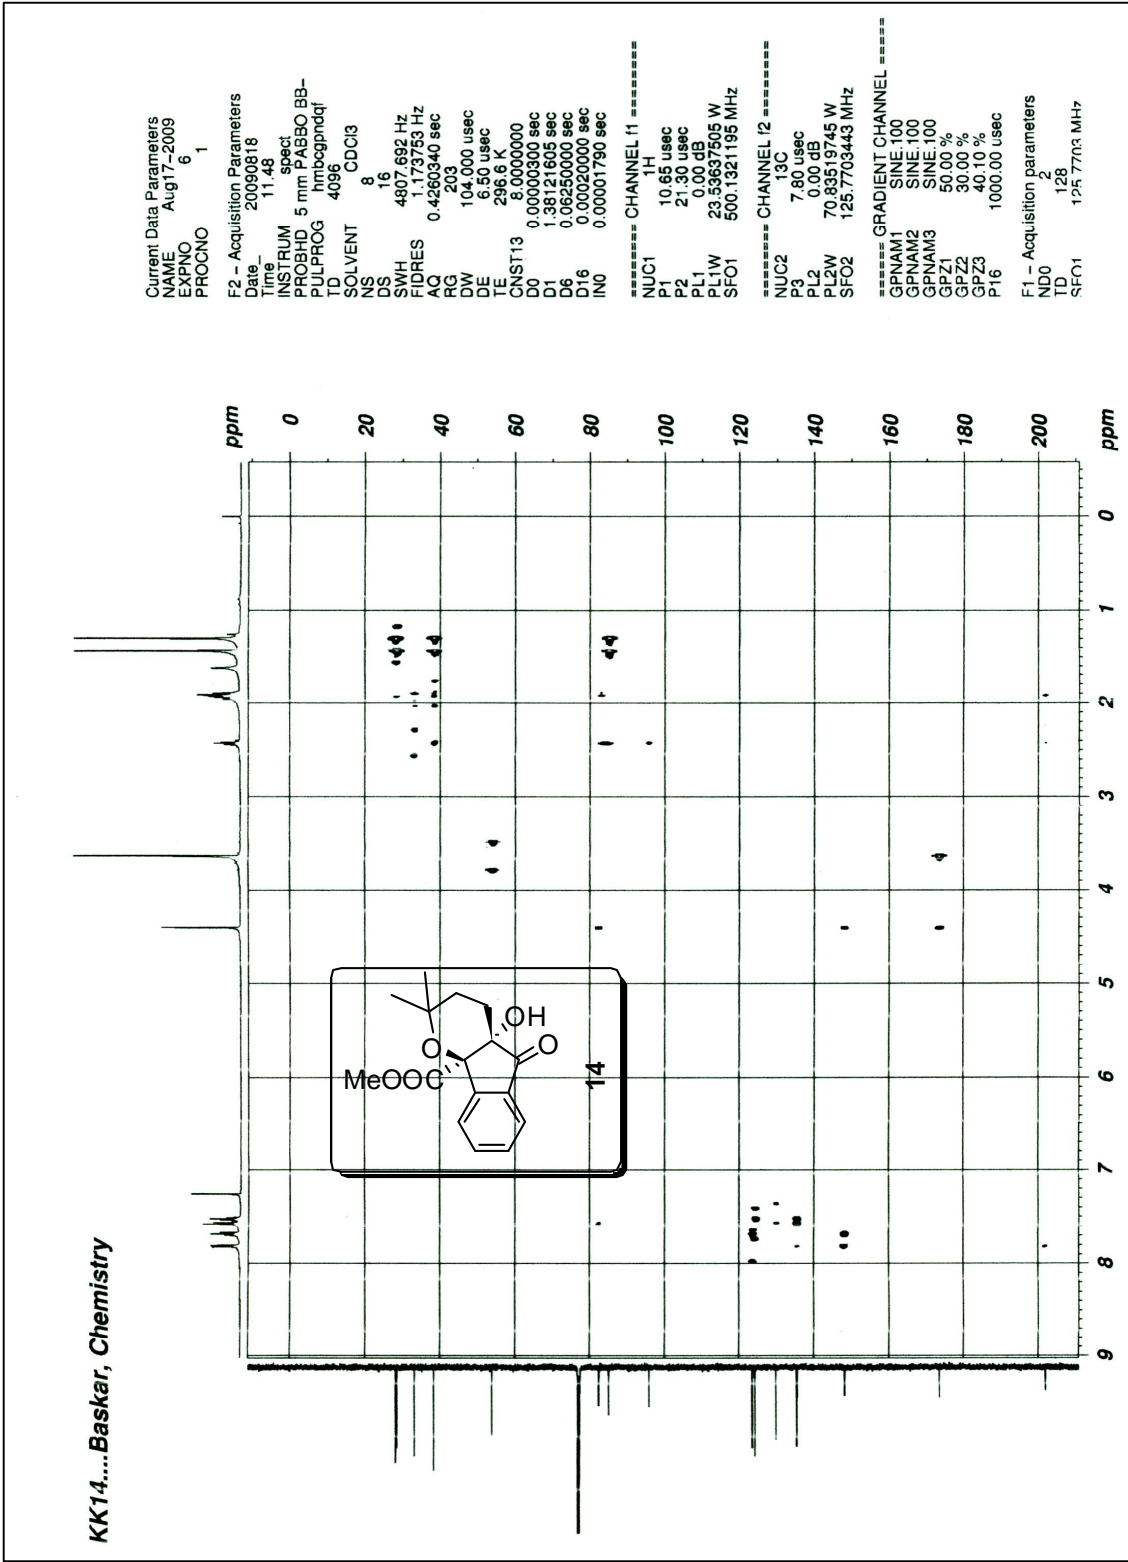 KK14....Baskar, Chemistry
Current Data Parameters
NAME Aug17-2009
EXPNO 6
PROCNO 1
F2 - Acquisition Parameters
Date_ 20090818
Time 11.48
INSTRUM spect
PROBHD 5 mm PABBO BB-
PULPROG hmbcgpndqf
TD 4096
SOLVENT CDCl3
NS 8
DS 16
SWH 4807.692 Hz
FIDRES 1.173753 Hz
AQ 0.4260340 sec
RG 203
DW 104.000 usec
DE 6.50 usec
TE 296.6 K
CNST13 8.0000000
D0 0.00000300 sec
D1 1.38121605 sec
D6 0.06250000 sec
D16 0.00020000 sec
IN0 0.00001790 sec
======== CHANNEL f1 ========
NUC1 1H
P1 10.65 usec
P2 21.30 usec
PL1 0.00 dB
PL1W 23.53637505 W
SFO1 500.1321195 MHz
======== CHANNEL f2 ========
NUC2 13C
P3 7.80 usec
PL2 0.00 dB
PL2W 70.83519745 W
SFO2 125.7703443 MHz
====== GRADIENT CHANNEL =====
GPNAM1 SINE.100
GPNAM2 SINE.100
GPNAM3 SINE.100
GPZ1 50.00 %
GPZ2 30.00 %
GPZ3 40.10 %
P16 1000.00 usec
F1 - Acquisition parameters
ND0 2
TD 128
SFO1 125.7703 MHz
ppm
0
20
40
60
80
100
120
140
160
180
200
ppm
9 8 7 6 5 4 3 2 1 0
MeOOC
O
OH
O
14